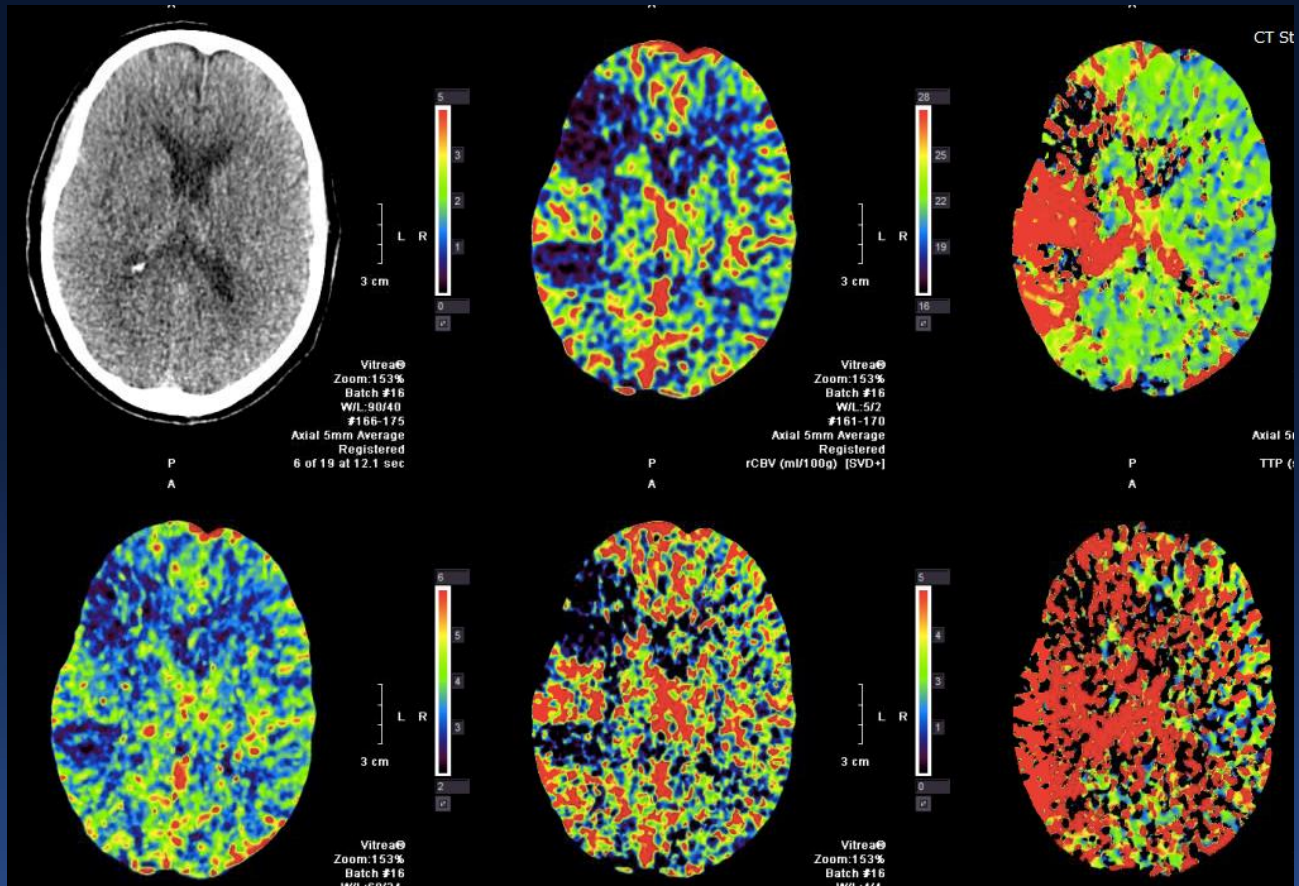 A
A
CT St
5
3
2
1
0
L
R
3 cm
Vitrea®
Zoom:153%
Batch #16
W/L:90/40
#166-175
Axial 5mm Average
Registered
6 of 19 at 12.1 sec
P
28
25
22
19
16
L
R
3 cm
Vitrea®
Zoom:153%
Batch #16
W/L:5/2
#161-170
Axial 5mm Average
Registered
rCBV (ml/100g) [SVD+]
P
Axial 5
TTP (s
P
A
A
A
6
5
4
3
2
L
R
3 cm
Vitrea®
Zoom:153%
Batch #16
5
4
3
1
0
L
R
3 cm
Vitrea®
Zoom:153%
Batch #16